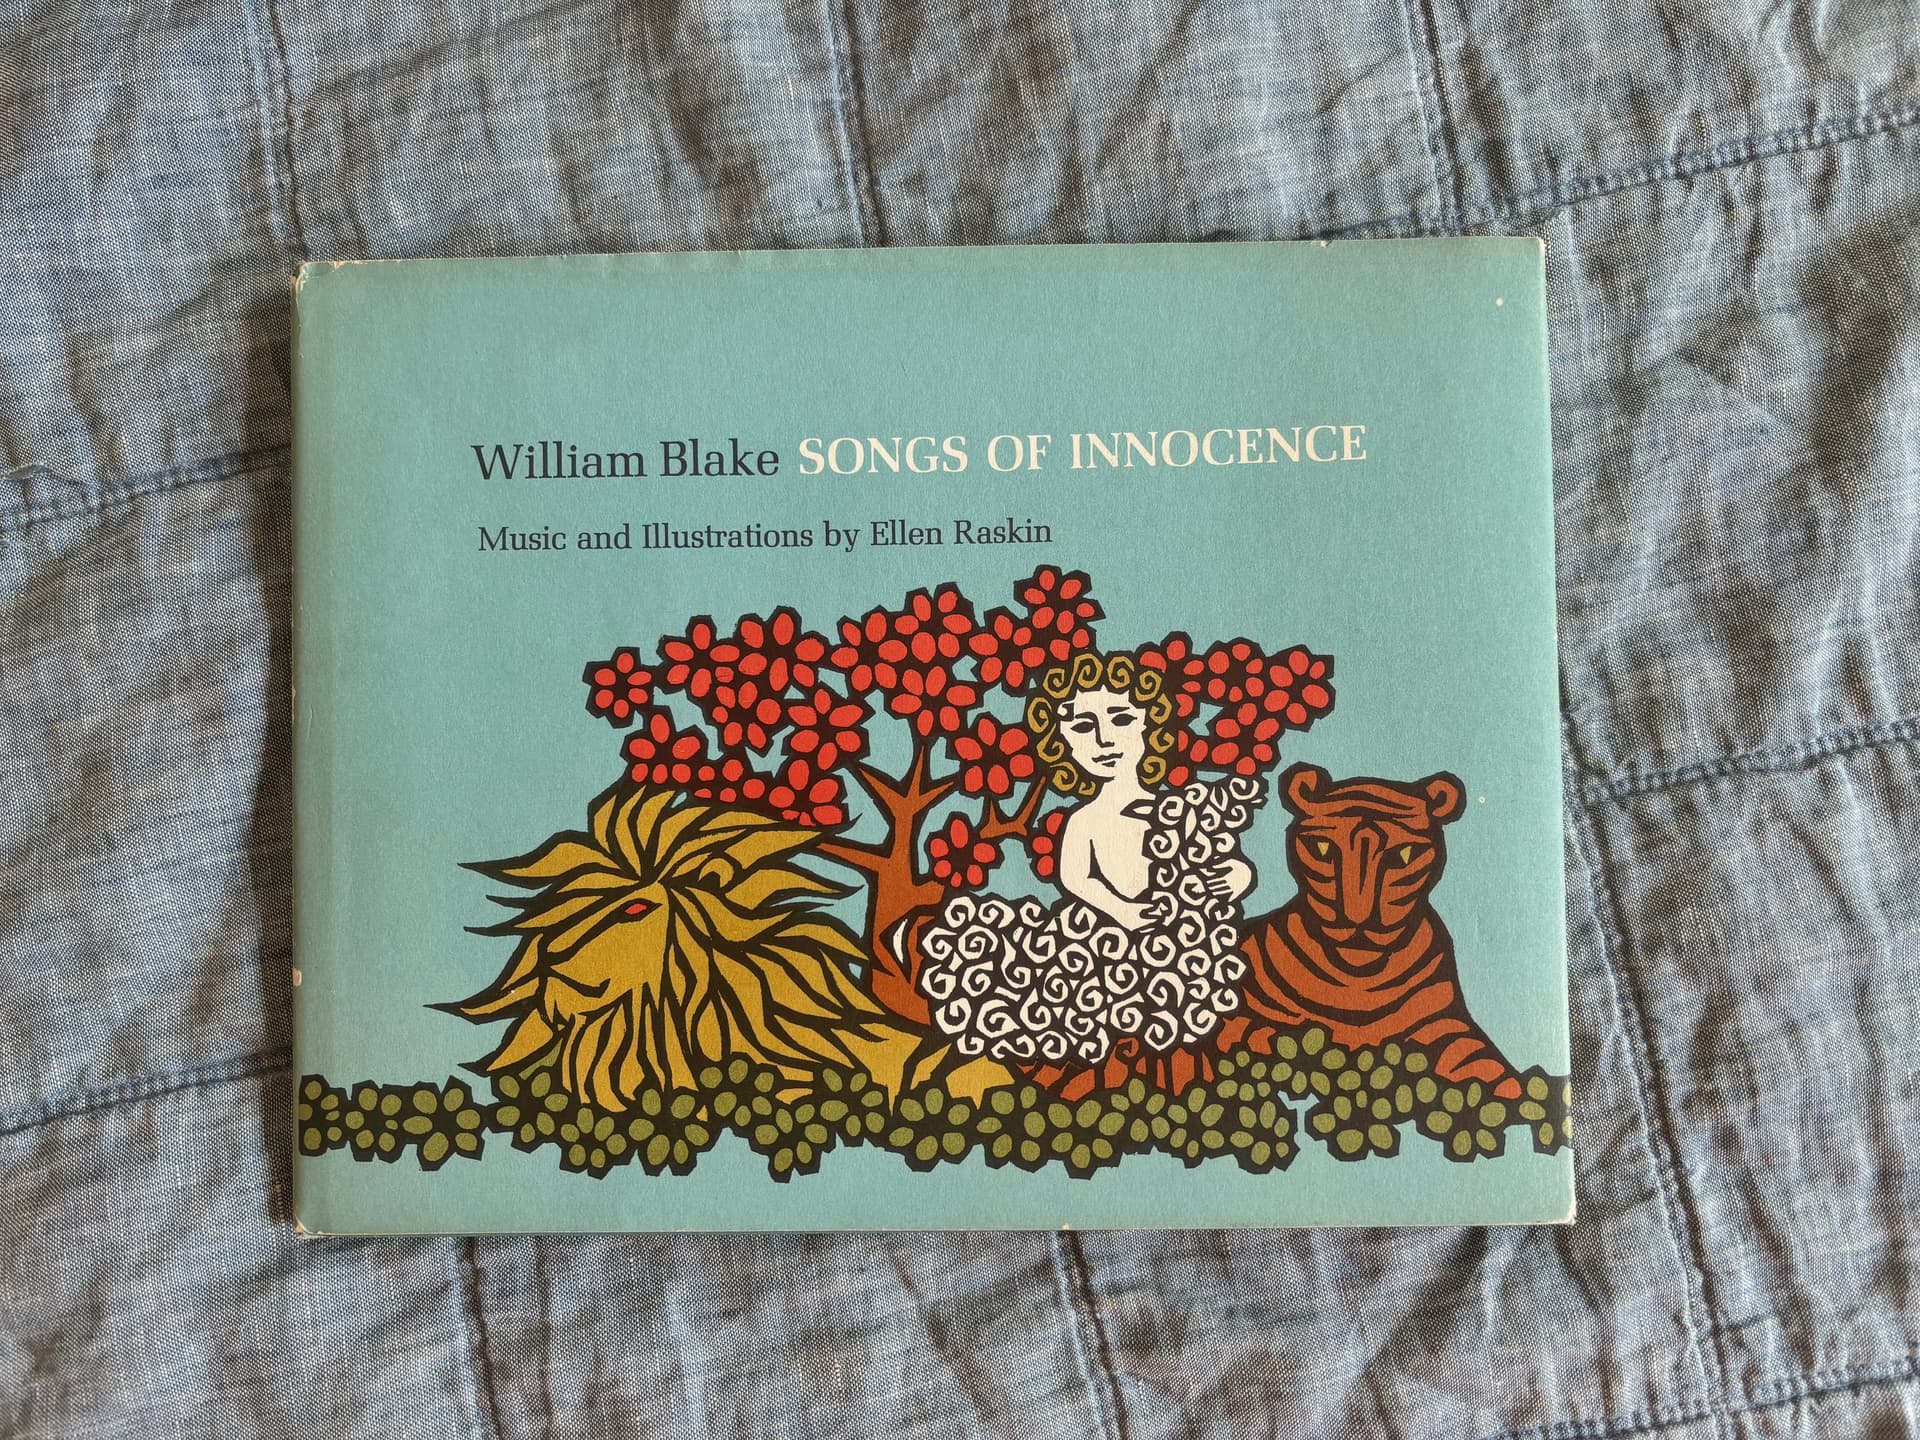 William Blake SONGS OF INNOCENCE
Music and Illustrations by Ellen Raskin